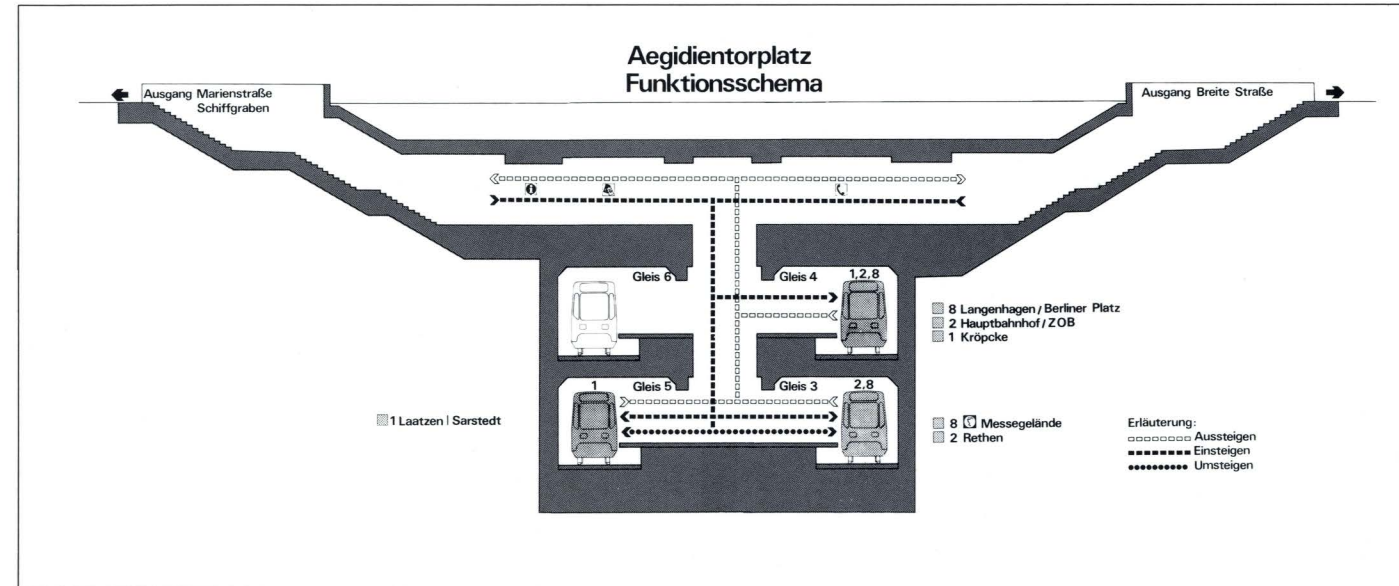 Aegidientorplatz
Funktionsschema
Ausgang Marienstraße
Schiffgraben
Ausgang Breite Straße
Gleis 6
Gleis 4
1,2,8
8 Langenhagen/Berliner Platz
2 Hauptbahnhof/ZOB
1 Kröpcke
1
Gleis 5
Gleis 3
2,8
1 Laatzen | Sarstedt
8 Messegelände
2 Rethen
Erläuterung:
Aussteigen
Einsteigen
Umsteigen